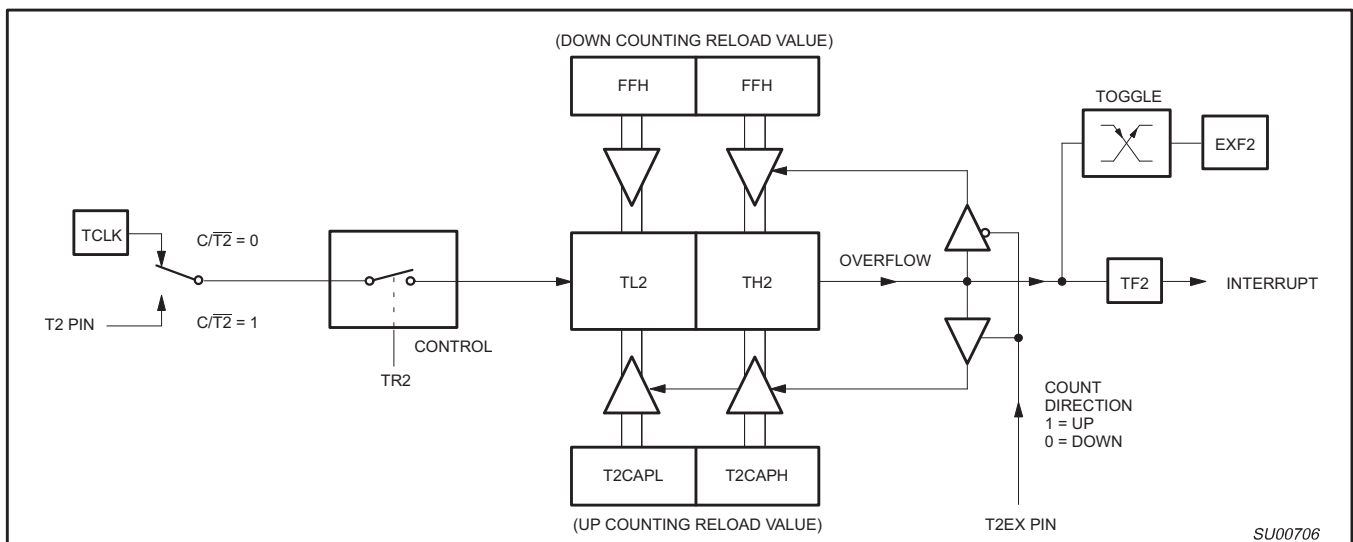 (DOWN COUNTING RELOAD VALUE)
FFH FFH
TOGGLE
EXF2
TCLK
C/T2̅ = 0
TL2 TH2
OVERFLOW
TF2
INTERRUPT
T2 PIN
C/T2̅ = 1
CONTROL
TR2
COUNT
DIRECTION
1 = UP
0 = DOWN
T2CAPL T2CAPH
(UP COUNTING RELOAD VALUE)
T2EX PIN
SU00706